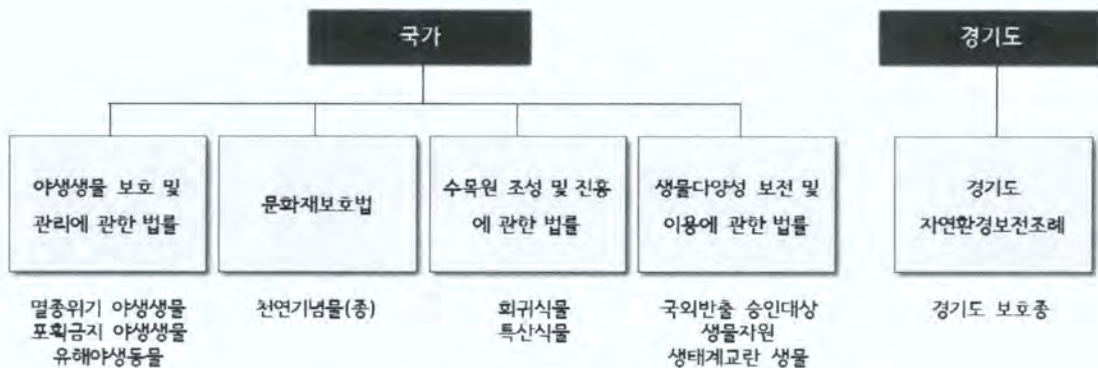 국가
경기도
야생생물 보호 및
관리에 관한 법률
문화재보호법
수목원 조성 및 진흥
에 관한 법률
생물다양성 보전 및
이용에 관한 법률
경기도
자연환경보전조례
멸종위기 야생생물
포획금지 야생생물
유해야생동물
천연기념물(종)
희귀식물
특산식물
국외반출 승인대상
생물자원
생태계교란 생물
경기도 보호종